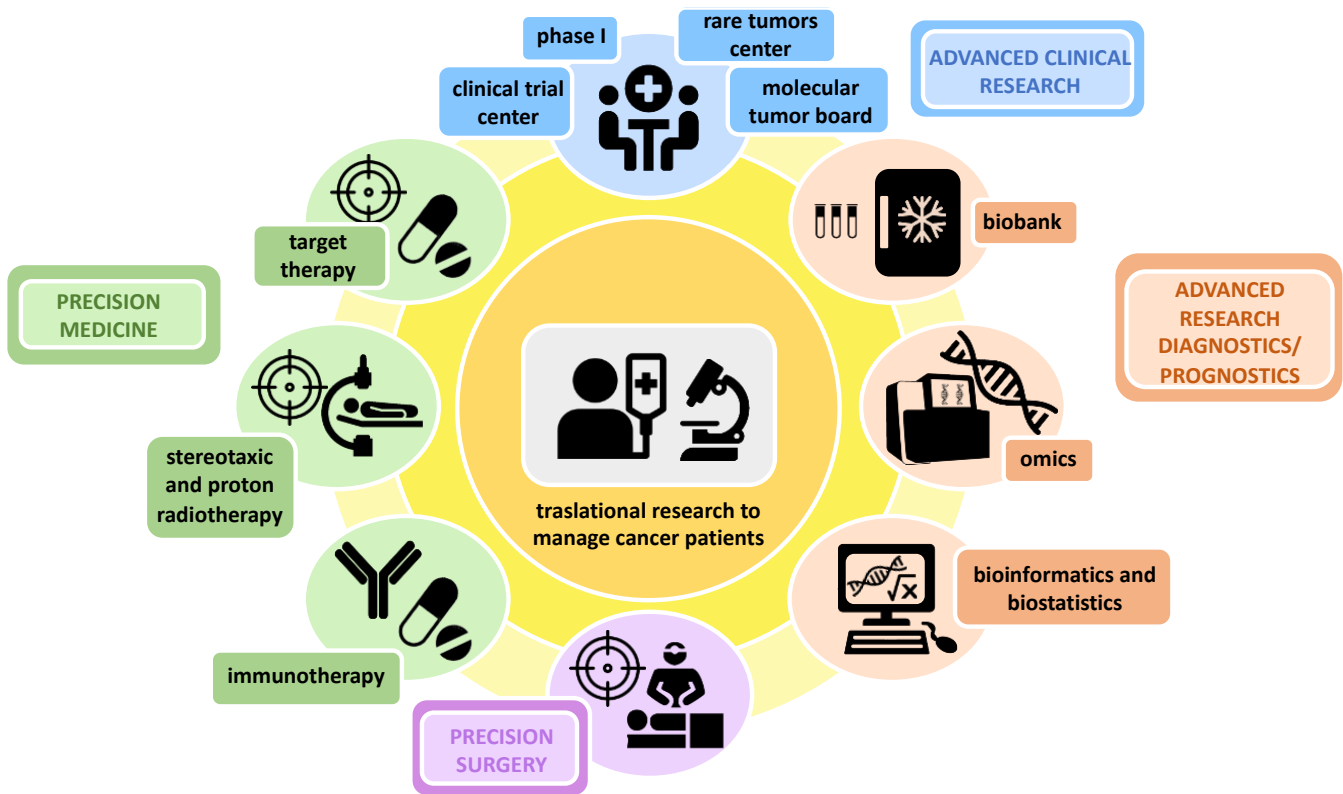 phase I
rare tumors
center
clinical trial
center
molecular
tumor board
ADVANCED CLINICAL
RESEARCH
target
therapy
biobank
PRECISION
MEDICINE
ADVANCED
RESEARCH
DIAGNOSTICS/
PROGNOSTICS
stereotaxic
and proton
radiotherapy
omics
traslational research to
manage cancer patients
bioinformatics and
biostatistics
√x
immunotherapy
PRECISION
SURGERY